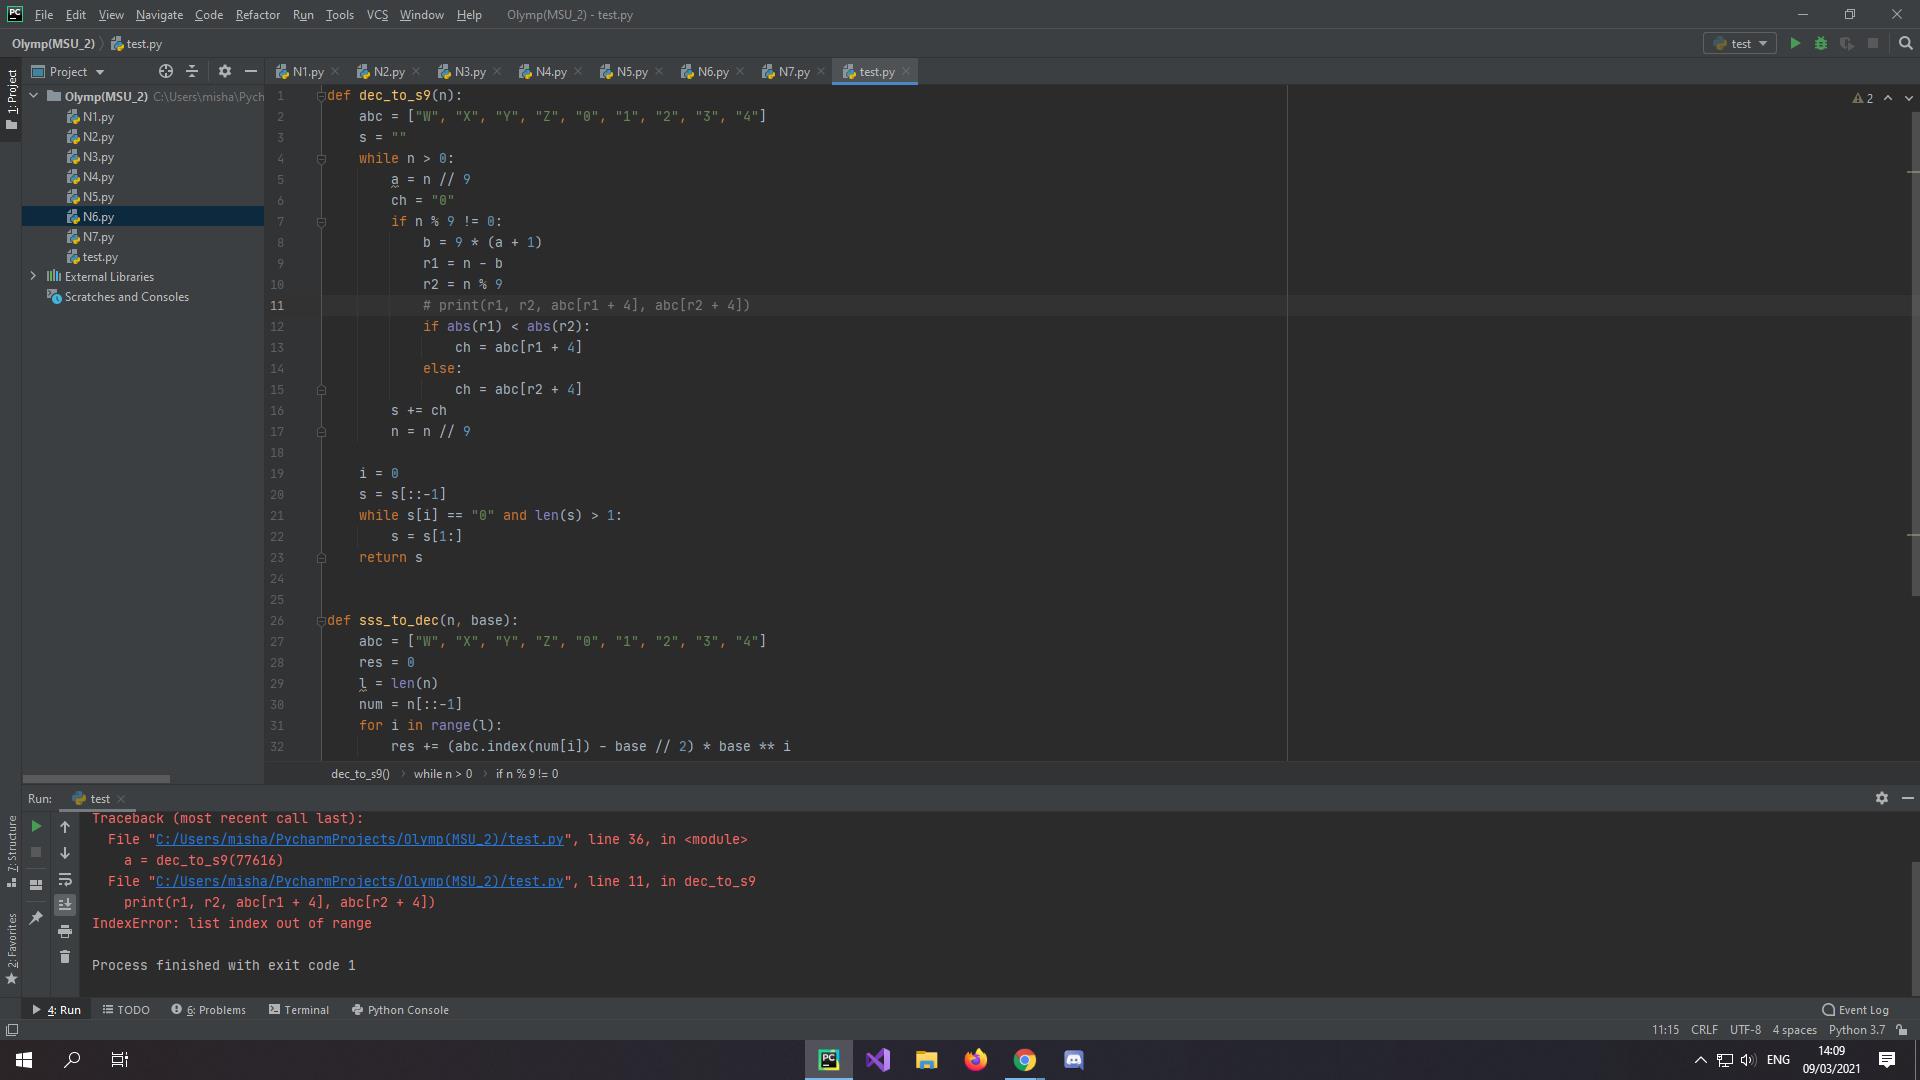 File Edit View Navigate Code Refactor Run Tools VCS Window Help Olymp(MSU_2) - test.py
Olymp(MSU_2) test.py
test
Project
N1.py N2.py N3.py N4.py N5.py N6.py N7.py test.py
1: Project
Olymp(MSU_2) C:\Users\misha\Pych
N1.py
N2.py
N3.py
N4.py
N5.py
N6.py
N7.py
test.py
External Libraries
Scratches and Consoles
2
1 def dec_to_s9(n):
2 abc = ["W", "X", "Y", "Z", "0", "1", "2", "3", "4"]
3 s = ""
4 while n > 0:
5 a = n // 9
6 ch = "0"
7 if n % 9 != 0:
8 b = 9 * (a + 1)
9 r1 = n - b
10 r2 = n % 9
11 # print(r1, r2, abc[r1 + 4], abc[r2 + 4])
12 if abs(r1) < abs(r2):
13 ch = abc[r1 + 4]
14 else:
15 ch = abc[r2 + 4]
16 s += ch
17 n = n // 9
18
19 i = 0
20 s = s[::-1]
21 while s[i] == "0" and len(s) > 1:
22 s = s[1:]
23 return s
24
25
26 def sss_to_dec(n, base):
27 abc = ["W", "X", "Y", "Z", "0", "1", "2", "3", "4"]
28 res = 0
29 l = len(n)
30 num = n[::-1]
31 for i in range(l):
32 res += (abc.index(num[i]) - base // 2) * base ** i
dec_to_s9() while n > 0 if n % 9 != 0
Run: test
7: Structure
2: Favorites
Traceback (most recent call last):
File "C:/Users/misha/PycharmProjects/Olymp(MSU_2)/test.py", line 36, in <module>
a = dec_to_s9(77616)
File "C:/Users/misha/PycharmProjects/Olymp(MSU_2)/test.py", line 11, in dec_to_s9
print(r1, r2, abc[r1 + 4], abc[r2 + 4])
IndexError: list index out of range
Process finished with exit code 1
4: Run TODO 6: Problems Terminal Python Console Event Log
11:15 CRLF UTF-8 4 spaces Python 3.7
PC
ENG
14:09
09/03/2021